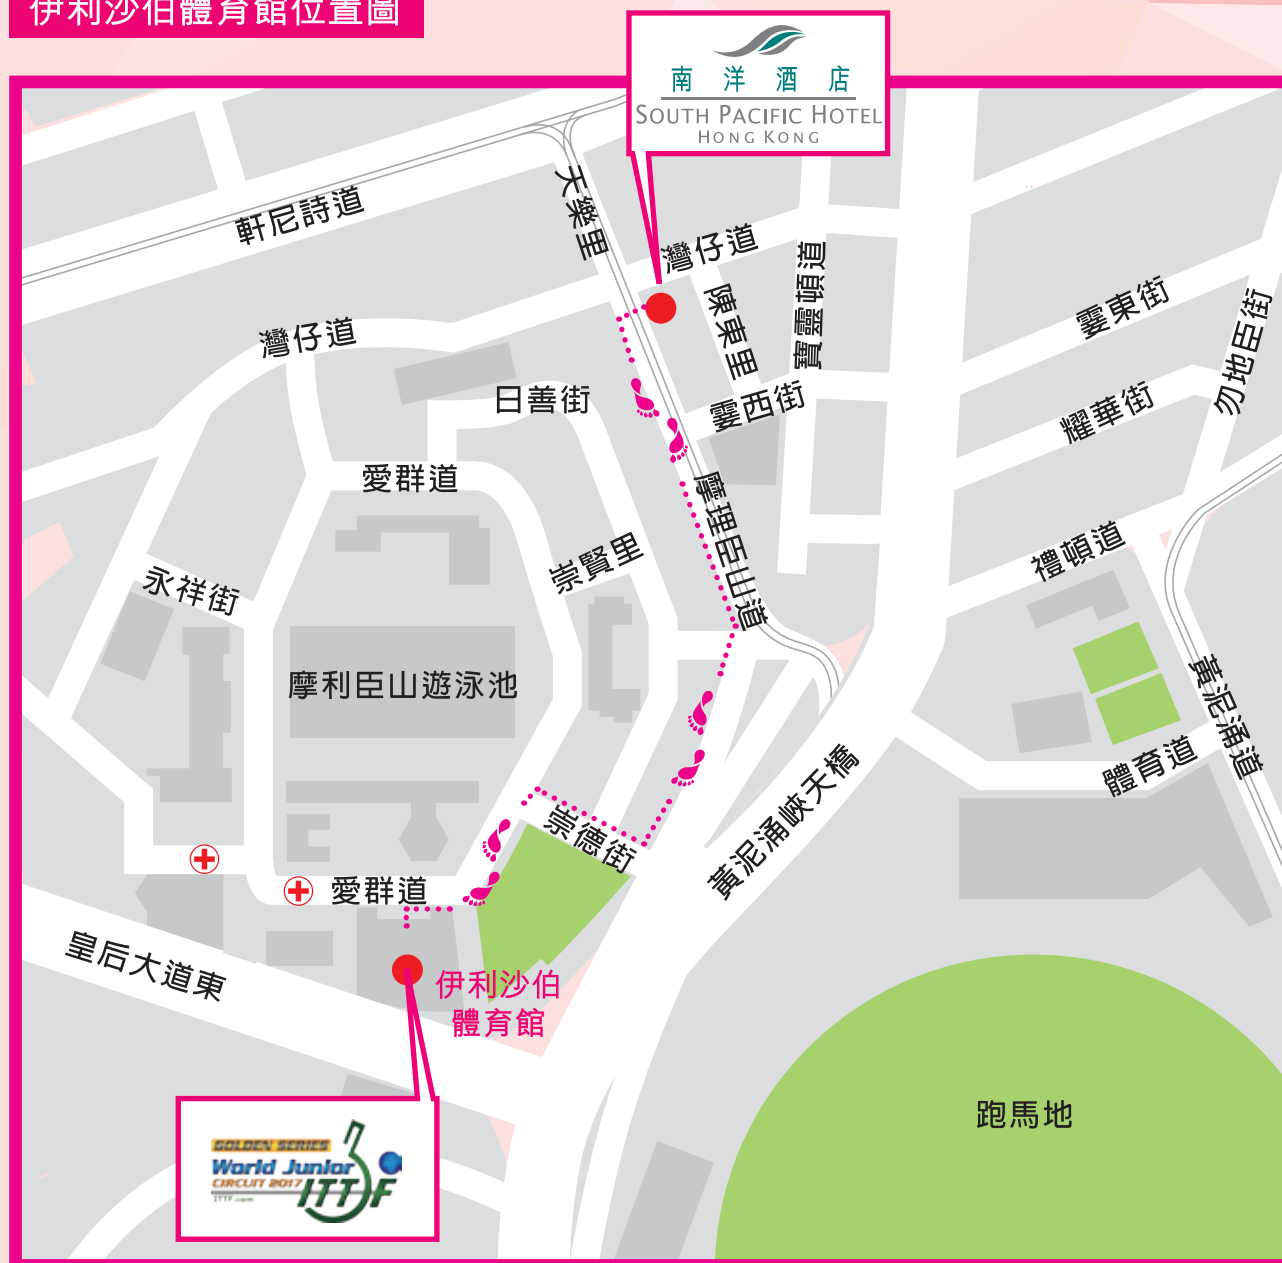 伊利沙伯體育館位置圖
南洋酒店
SOUTH PACIFIC HOTEL
HONG KONG
軒尼詩道
天樂里
灣仔道
陳東里
寶靈頓道
霎東街
勿地臣街
灣仔道
日善街
霎西街
耀華街
愛群道
摩理臣山道
崇賢里
禮頓道
永祥街
摩利臣山遊泳池
黃泥涌道
體育道
黃泥涌峽天橋
崇德街
愛群道
皇后大道東
伊利沙伯
體育館
跑馬地
GOLDEN SERIES
World Junior
CIRCUIT 2017
ITTF
ITTF.com